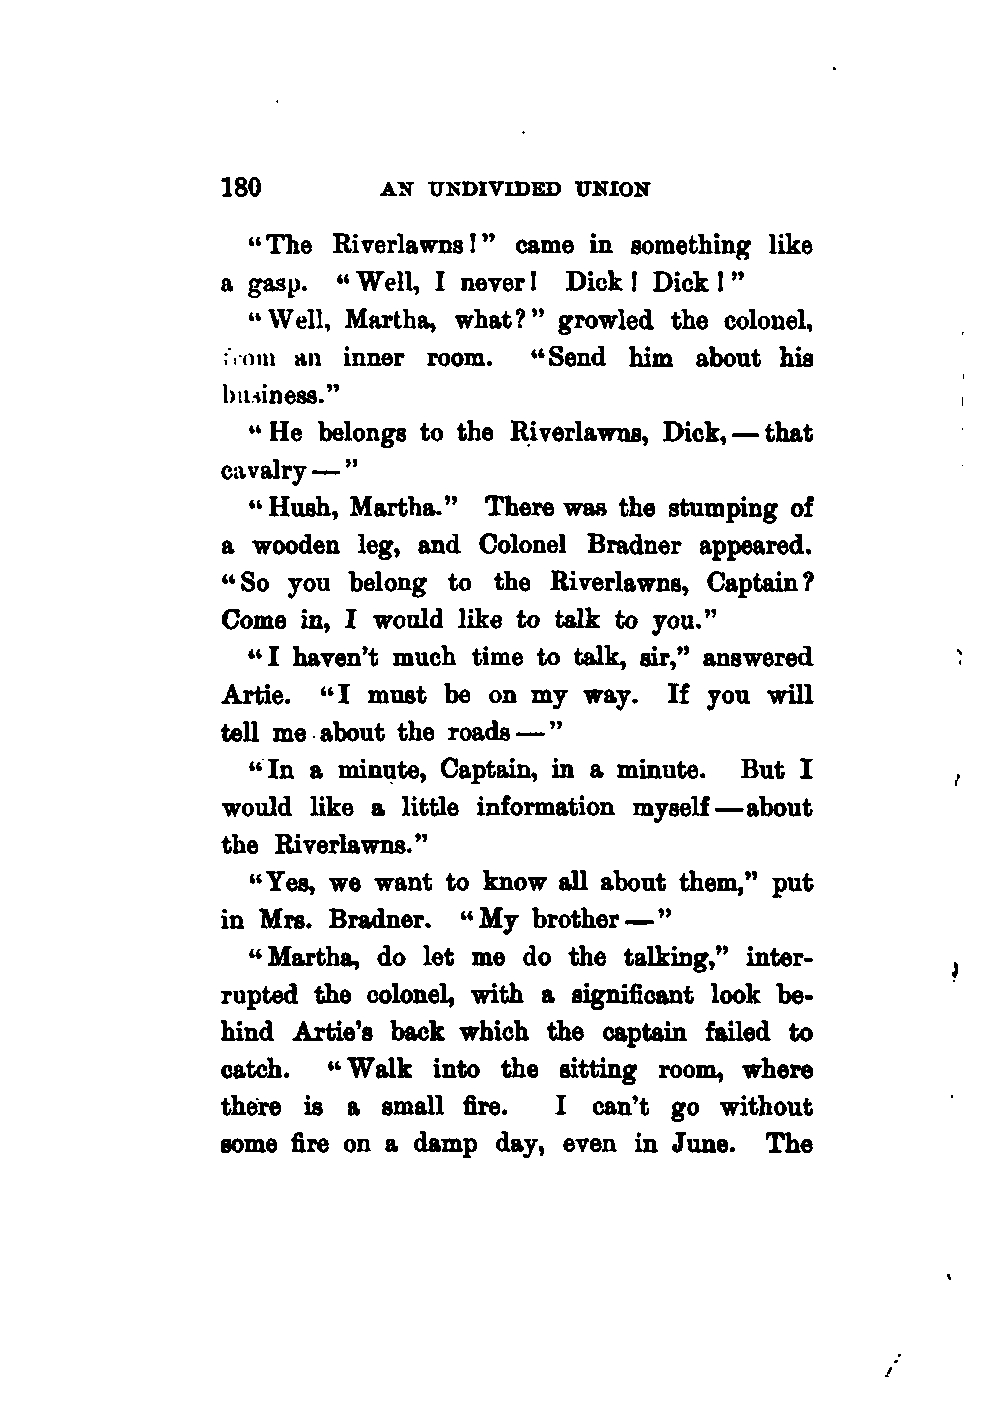 180 AN UNDIVIDED UNION
"The Riverlawns!" came in something like
a gasp. "Well, I never! Dick! Dick!"
"Well, Martha, what?" growled the colonel,
from an inner room. "Send him about his
business."
"He belongs to the Riverlawns, Dick,—that
cavalry—"
"Hush, Martha." There was the stumping of
a wooden leg, and Colonel Bradner appeared.
"So you belong to the Riverlawns, Captain?
Come in, I would like to talk to you."
"I haven't much time to talk, sir," answered
Artie. "I must be on my way. If you will
tell me about the roads—"
"In a minute, Captain, in a minute. But I
would like a little information myself—about
the Riverlawns."
"Yes, we want to know all about them," put
in Mrs. Bradner. "My brother—"
"Martha, do let me do the talking," inter-
rupted the colonel, with a significant look be-
hind Artie's back which the captain failed to
catch. "Walk into the sitting room, where
there is a small fire. I can't go without
some fire on a damp day, even in June. The